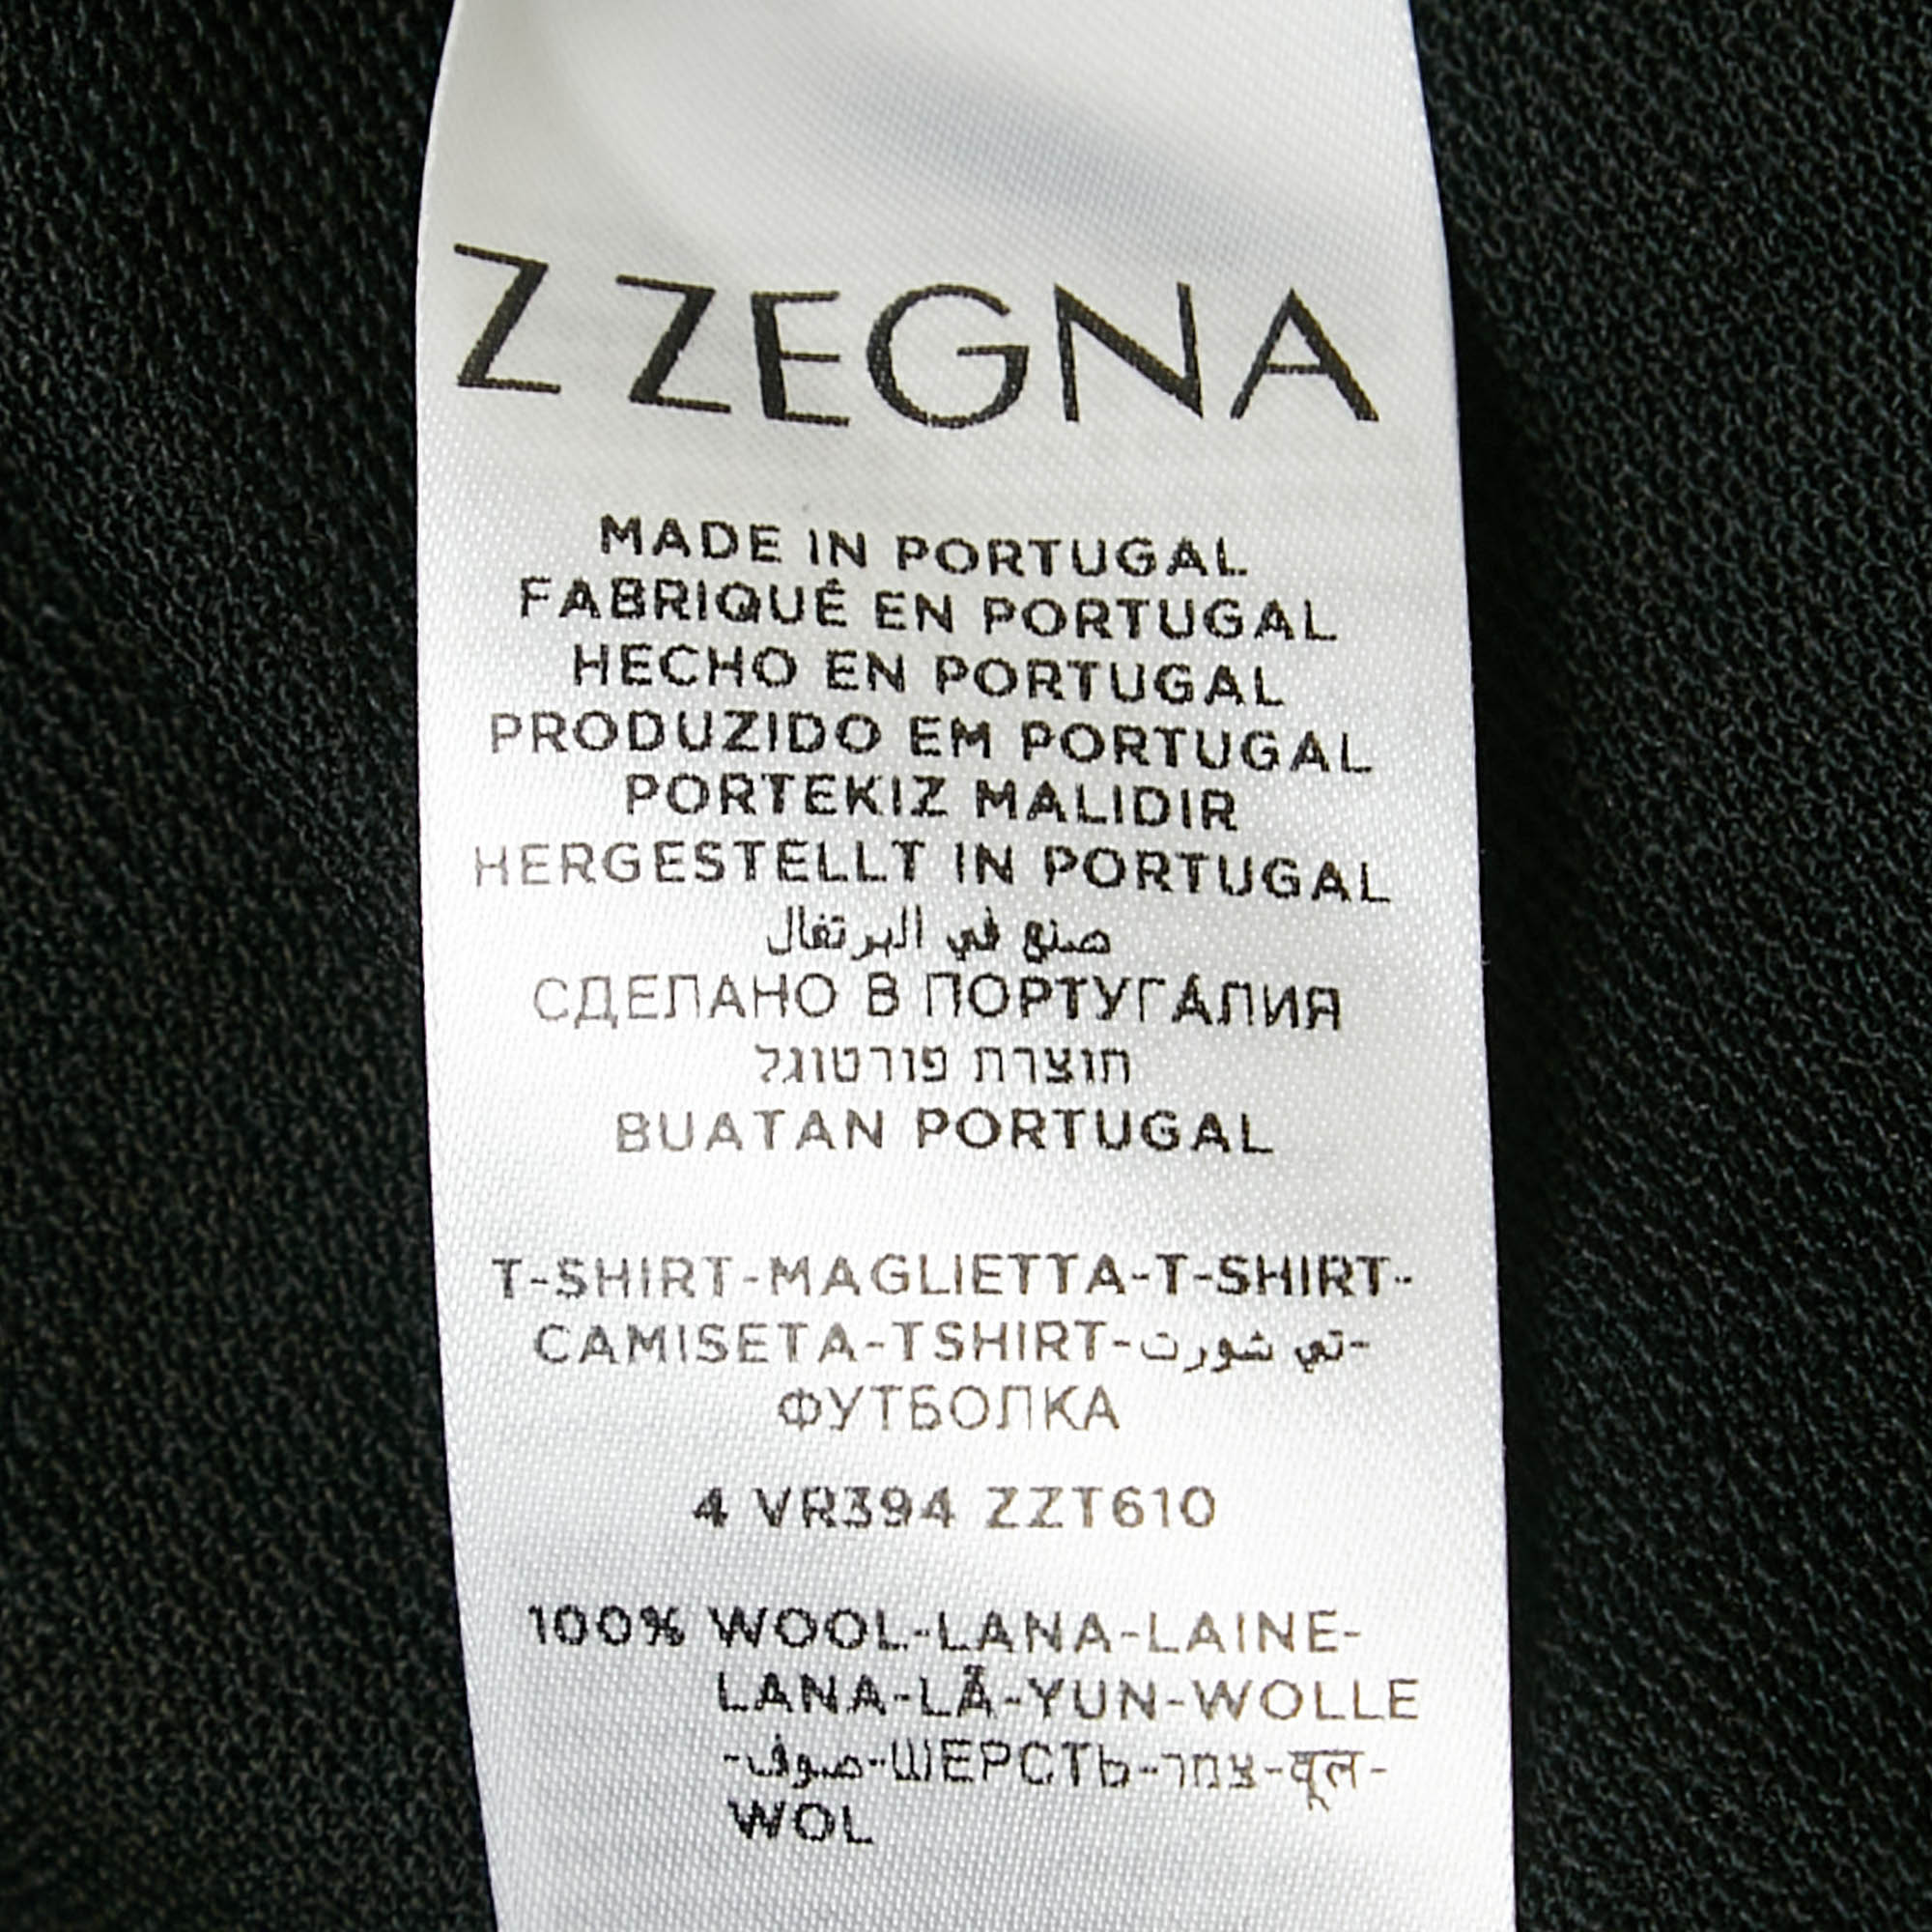 Z ZEGNA
MADE IN PORTUGAL
FABRIQUÉ EN PORTUGAL
HECHO EN PORTUGAL
PRODUZIDO EM PORTUGAL
PORTEKIZ MALIDIR
HERGESTELLT IN PORTUGAL
صنع في البرتغال
СДЕЛАНО В ПОРТУГАЛИЯ
תוצרת פורטוגל
BUATAN PORTUGAL
T-SHIRT-MAGLIETTA-T-SHIRT-
CAMISETA-TSHIRT-تي شورت-
ФУТБОЛКА
4 VR394 ZZT610
100% WOOL-LANA-LAINE-
LANA-LÃ-YUN-WOLLE
-صوف-ШЕРСТЬ-צמר-वूल-
WOL